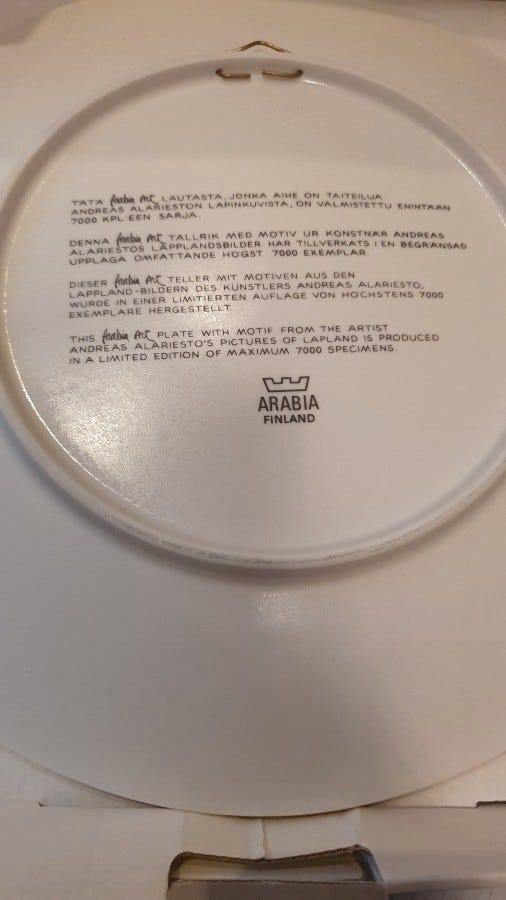 TÄTÄ Arabia Art LAUTASTA, JONKA AIHE ON TAITEILIJA
ANDREAS ALARIESTON LAPINKUVISTA, ON VALMISTETTU ENINTÄÄN
7000 KPL:EEN SARJA.
DENNA Arabia Art TALLRIK MED MOTIV UR KONSTNÄR ANDREAS
ALARIESTOS LAPPLANDSBILDER HAR TILLVERKATS I EN BEGRÄNSAD
UPPLAGA OMFATTANDE HÖGST 7000 EXEMPLAR.
DIESER Arabia Art TELLER MIT MOTIVEN AUS DEN
LAPPLAND-BILDERN DES KÜNSTLERS ANDREAS ALARIESTO,
WURDE IN EINER LIMITIERTEN AUFLAGE VON HÖCHSTENS 7000
EXEMPLARE HERGESTELLT.
THIS Arabia Art PLATE WITH MOTIF FROM THE ARTIST
ANDREAS ALARIESTO'S PICTURES OF LAPLAND IS PRODUCED
IN A LIMITED EDITION OF MAXIMUM 7000 SPECIMENS.
ARABIA
FINLAND